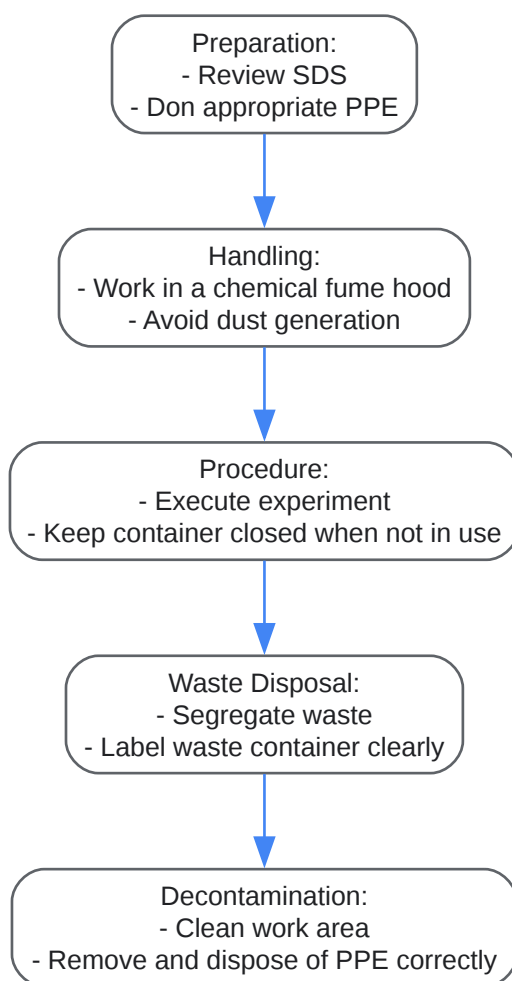 Preparation:
- Review SDS
- Don appropriate PPE
Handling:
- Work in a chemical fume hood
- Avoid dust generation
Procedure:
- Execute experiment
- Keep container closed when not in use
Waste Disposal:
- Segregate waste
- Label waste container clearly
Decontamination:
- Clean work area
- Remove and dispose of PPE correctly